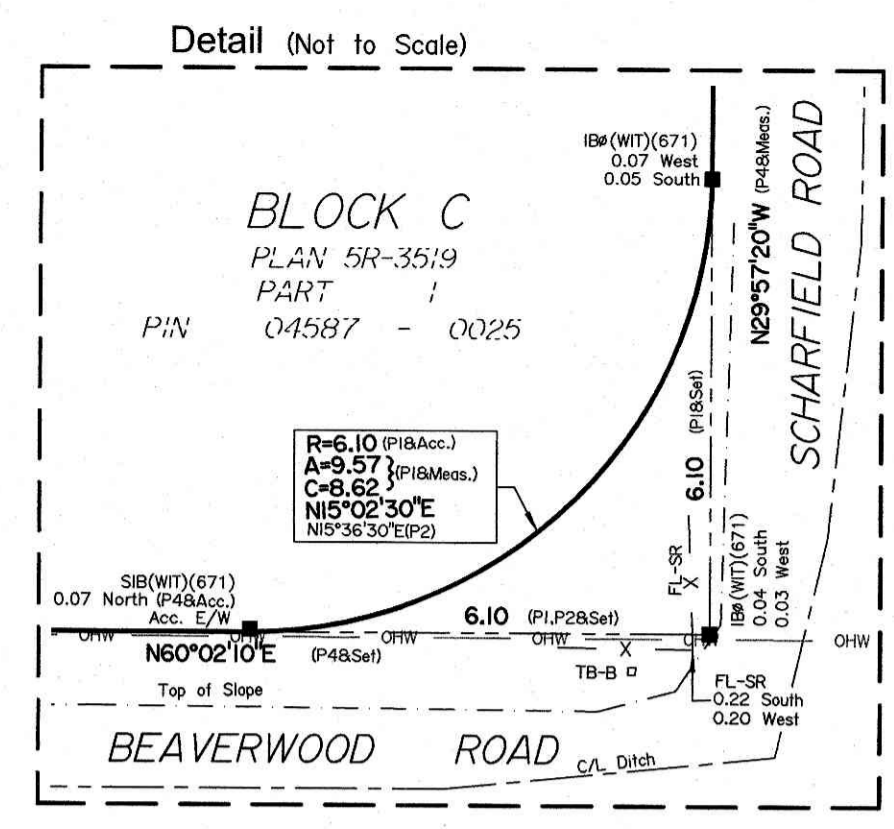 Detail (Not to Scale)
IBø(WIT)(671)
0.07 West
0.05 South
N29°57'20"W (P4&Meas.)
SCHARFIELD ROAD
BLOCK C
PLAN 5R-3519
PART 1
PIN 04587 - 0025
6.10 (P1&Set)
R=6.10 (P1&Acc.)
A=9.57 }(P1&Meas.)
C=8.62
N15°02'30"E
N15°36'30"E(P2)
FL-SR
X
IBø(WIT)(671)
0.04 South
0.03 West
SIB(WIT)(671)
0.07 North (P4&Acc.)
Acc. E/W
6.10 (P1,P2&Set)
OHW OHW OHW OHW OHW OHW
N60°02'10"E (P4&Set)
X
TB-B
Top of Slope
FL-SR
0.22 South
0.20 West
BEAVERWOOD ROAD
C/L Ditch